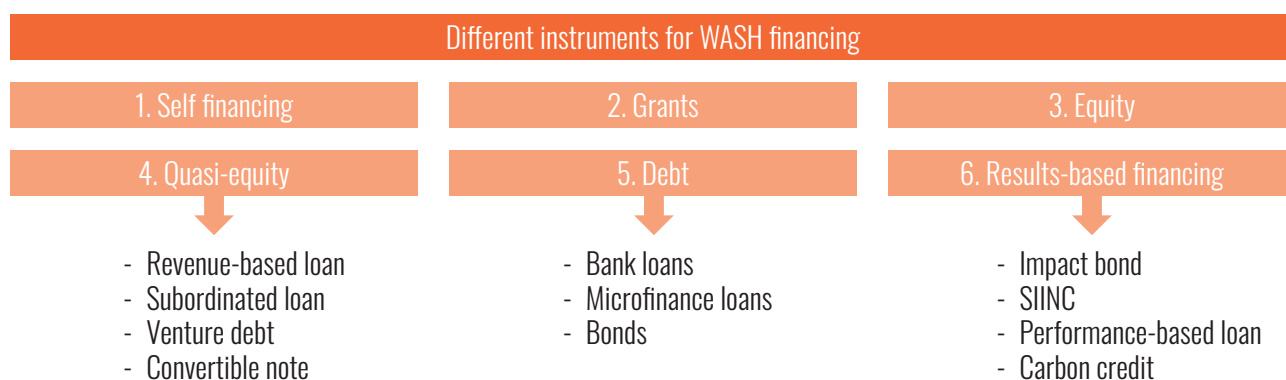 Different instruments for WASH financing
1. Self financing
2. Grants
3. Equity
4. Quasi-equity
5. Debt
6. Results-based financing
- Revenue-based loan
- Subordinated loan
- Venture debt
- Convertible note
- Bank loans
- Microfinance loans
- Bonds
- Impact bond
- SIINC
- Performance-based loan
- Carbon credit